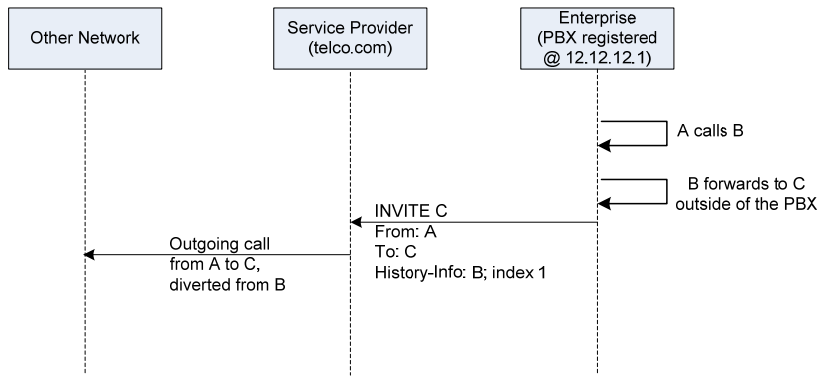 Other Network
Service Provider
(telco.com)
Enterprise
(PBX registered
@ 12.12.12.1)
A calls B
B forwards to C
outside of the PBX
INVITE C
From: A
To: C
History-Info: B; index 1
Outgoing call
from A to C,
diverted from B